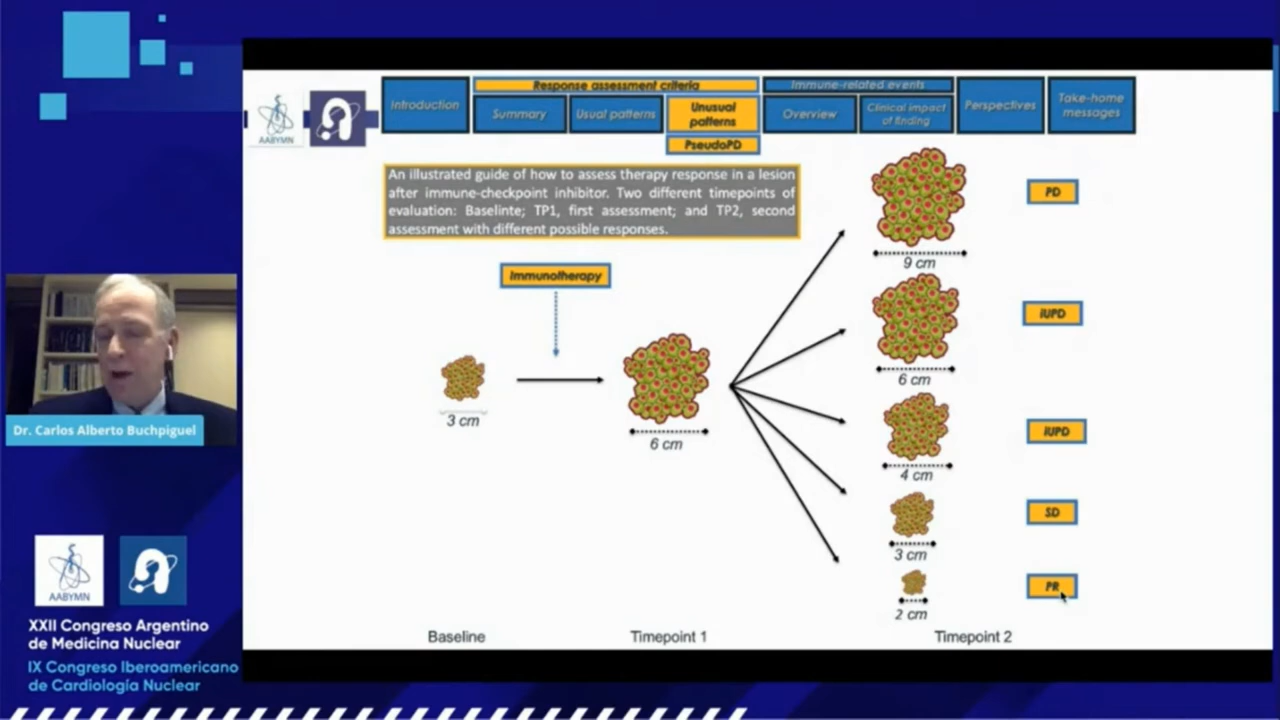 Introduction
Response assessment criteria
Summary
Usual patterns
Unusual
patterns
PseudoPD
Immune-related events
Overview
Clinical impact
of finding
Perspectives
Take-home
messages
AABYMN
An illustrated guide of how to assess therapy response in a lesion
after immune-checkpoint inhibitor. Two different timepoints of
evaluation: Baselinte; TP1, first assessment; and TP2, second
assessment with different possible responses.
Immunotherapy
3 cm
6 cm
9 cm
PD
6 cm
iUPD
4 cm
iUPD
3 cm
SD
2 cm
PR
Baseline
Timepoint 1
Timepoint 2
Dr. Carlos Alberto Buchpiguel
AABYMN
XXII Congreso Argentino
de Medicina Nuclear
IX Congreso Iberoamericano
de Cardiología Nuclear